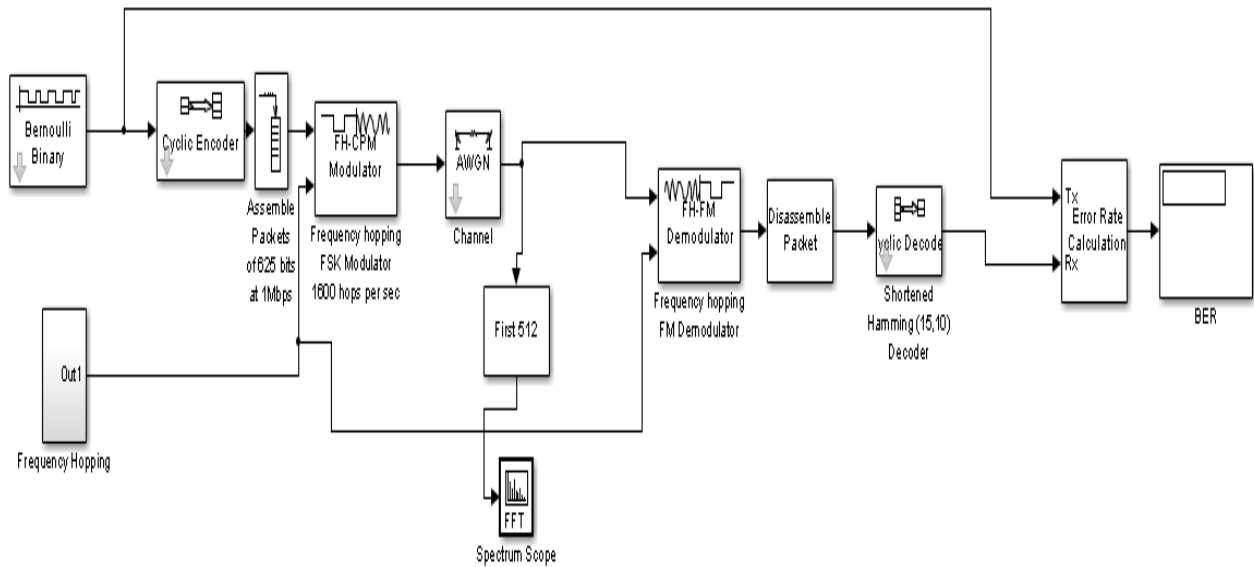 Bernoulli
Binary
Cyclic Encoder
Assemble
Packets
of 625 bits
at 1Mbps
FH-CPM
Modulator
Frequency hopping
FSK Modulator
1600 hops per sec
AWGN
Channel
First 512
FFT
Spectrum Scope
Out1
Frequency Hopping
FH-FM
Demodulator
Frequency hopping
FM Demodulator
Disassemble
Packet
yclic Decode
Shortened
Hamming (15,10)
Decoder
Tx
Error Rate
Calculation
Rx
BER